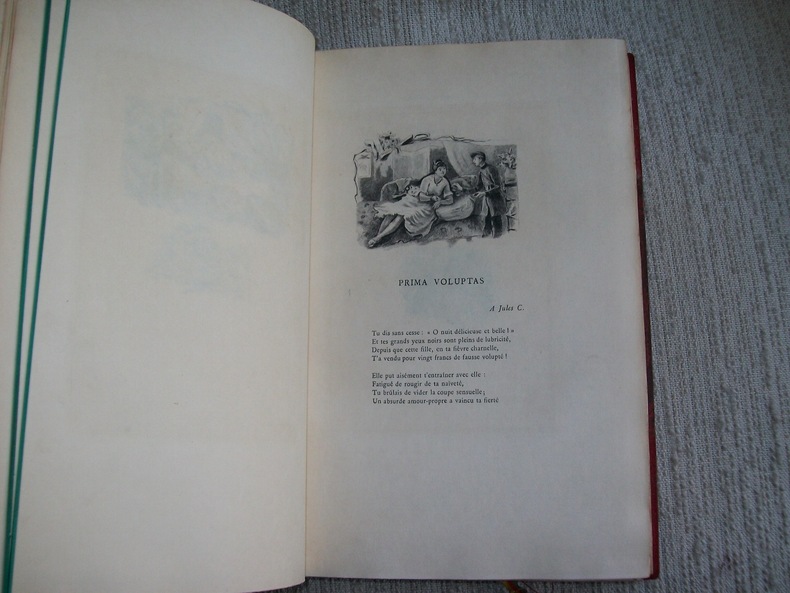 PRIMA VOLUPTAS
A Jules C.
Tu dis sans cesse : « O nuit délicieuse et belle ! »
Et tes grands yeux noirs sont pleins de lubricité,
Depuis que cette fille, en ta fièvre charnelle,
T'a vendu pour vingt francs de fausse volupté !
Elle put aisément t'entraîner avec elle :
Fatigué de rougir de ta naïveté,
Tu brûlais de vider la coupe sensuelle ;
Un absurde amour-propre a vaincu ta fierté